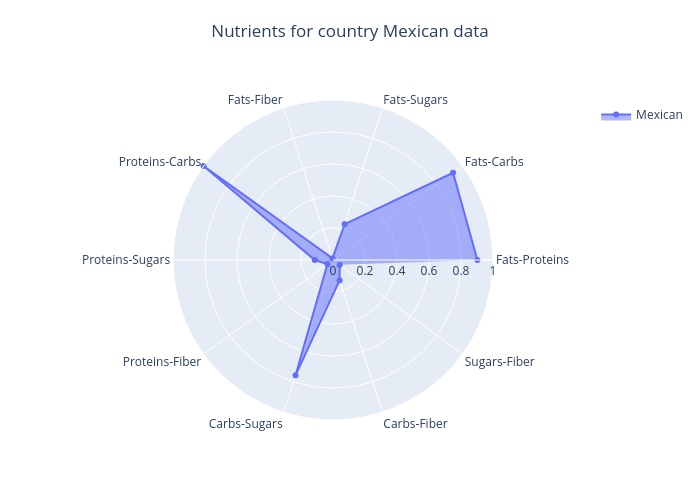 Nutrients for country Mexican data
Fats-Fiber
Fats-Sugars
Mexican
Proteins-Carbs
Fats-Carbs
Proteins-Sugars
Fats-Proteins
0 0.2 0.4 0.6 0.8 1
Proteins-Fiber
Sugars-Fiber
Carbs-Sugars
Carbs-Fiber